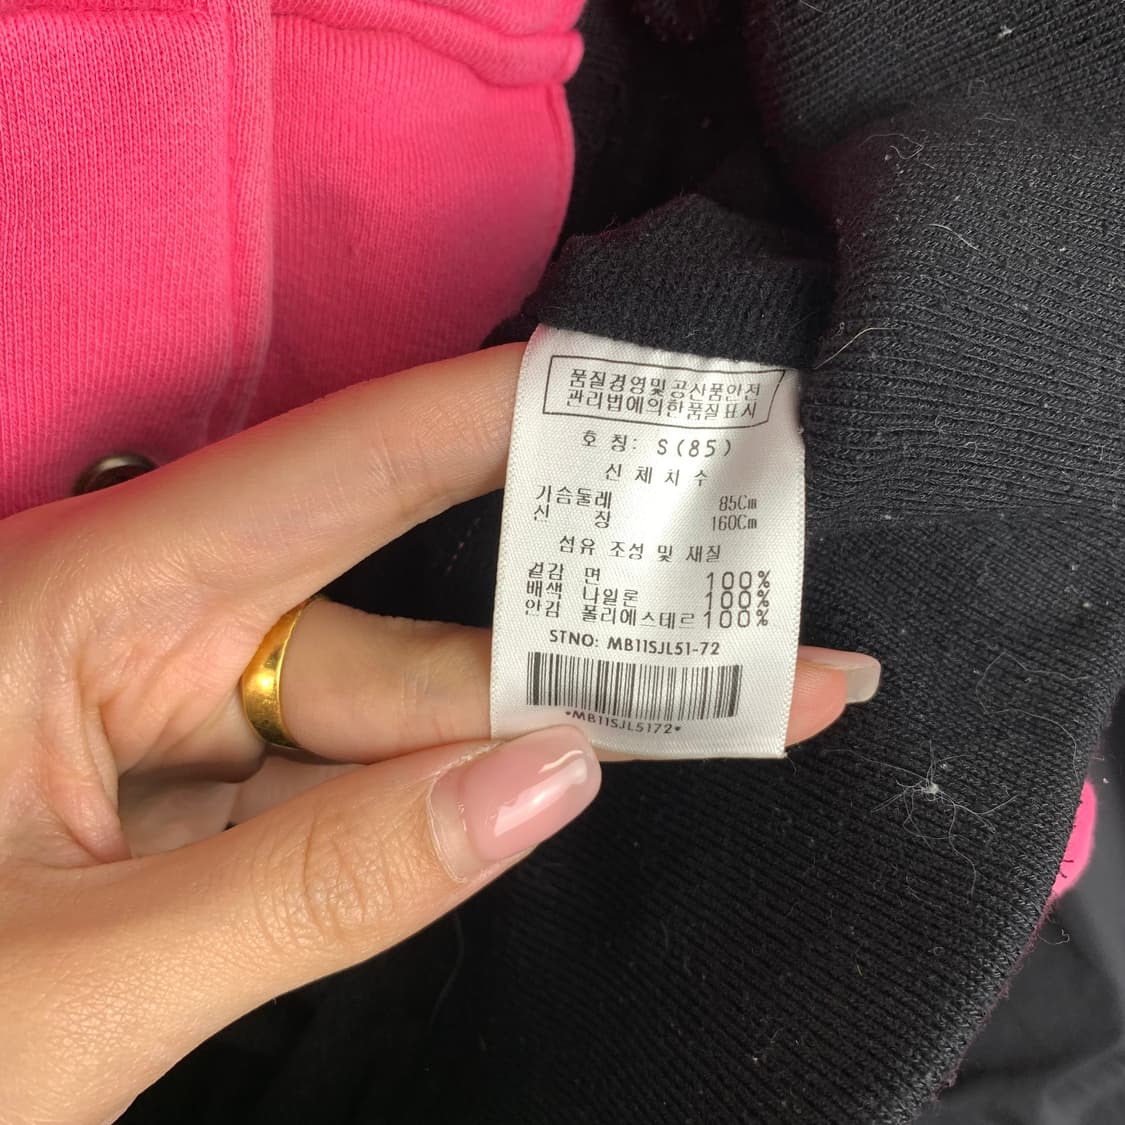 품질경영및공산품안전
관리법에의한품질표시
호 칭: S(85)
신 체 치 수
가슴둘레 85Cm
신 장 160Cm
섬유 조성 및 재질
겉감 면 100%
배색 나일론 100%
안감 폴리에스테르 100%
STNO: MB11SJL51-72
*MB11SJL5172*